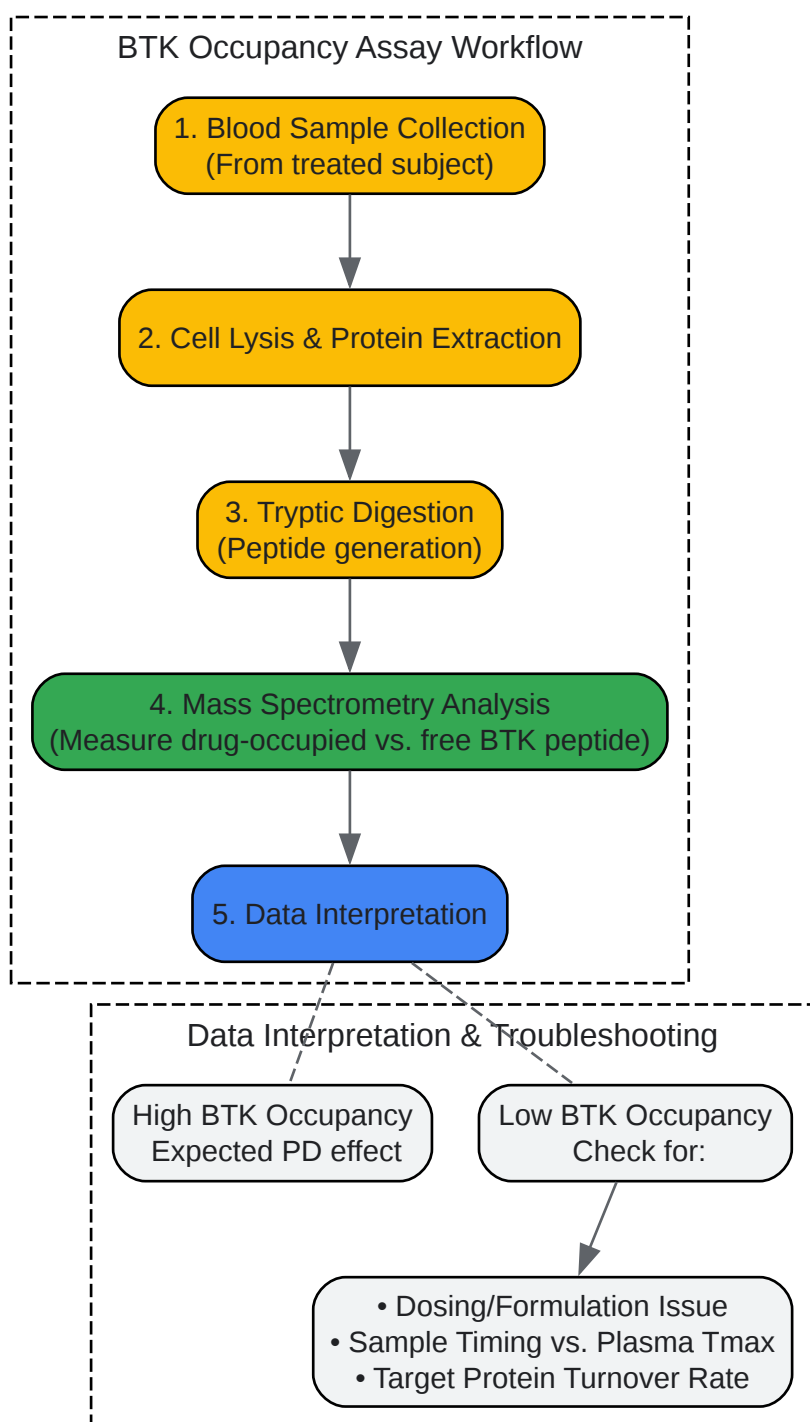 BTK Occupancy Assay Workflow
1. Blood Sample Collection
(From treated subject)
2. Cell Lysis & Protein Extraction
3. Tryptic Digestion
(Peptide generation)
4. Mass Spectrometry Analysis
(Measure drug-occupied vs. free BTK peptide)
5. Data Interpretation
Data Interpretation & Troubleshooting
High BTK Occupancy
Expected PD effect
Low BTK Occupancy
Check for:
• Dosing/Formulation Issue
• Sample Timing vs. Plasma Tmax
• Target Protein Turnover Rate